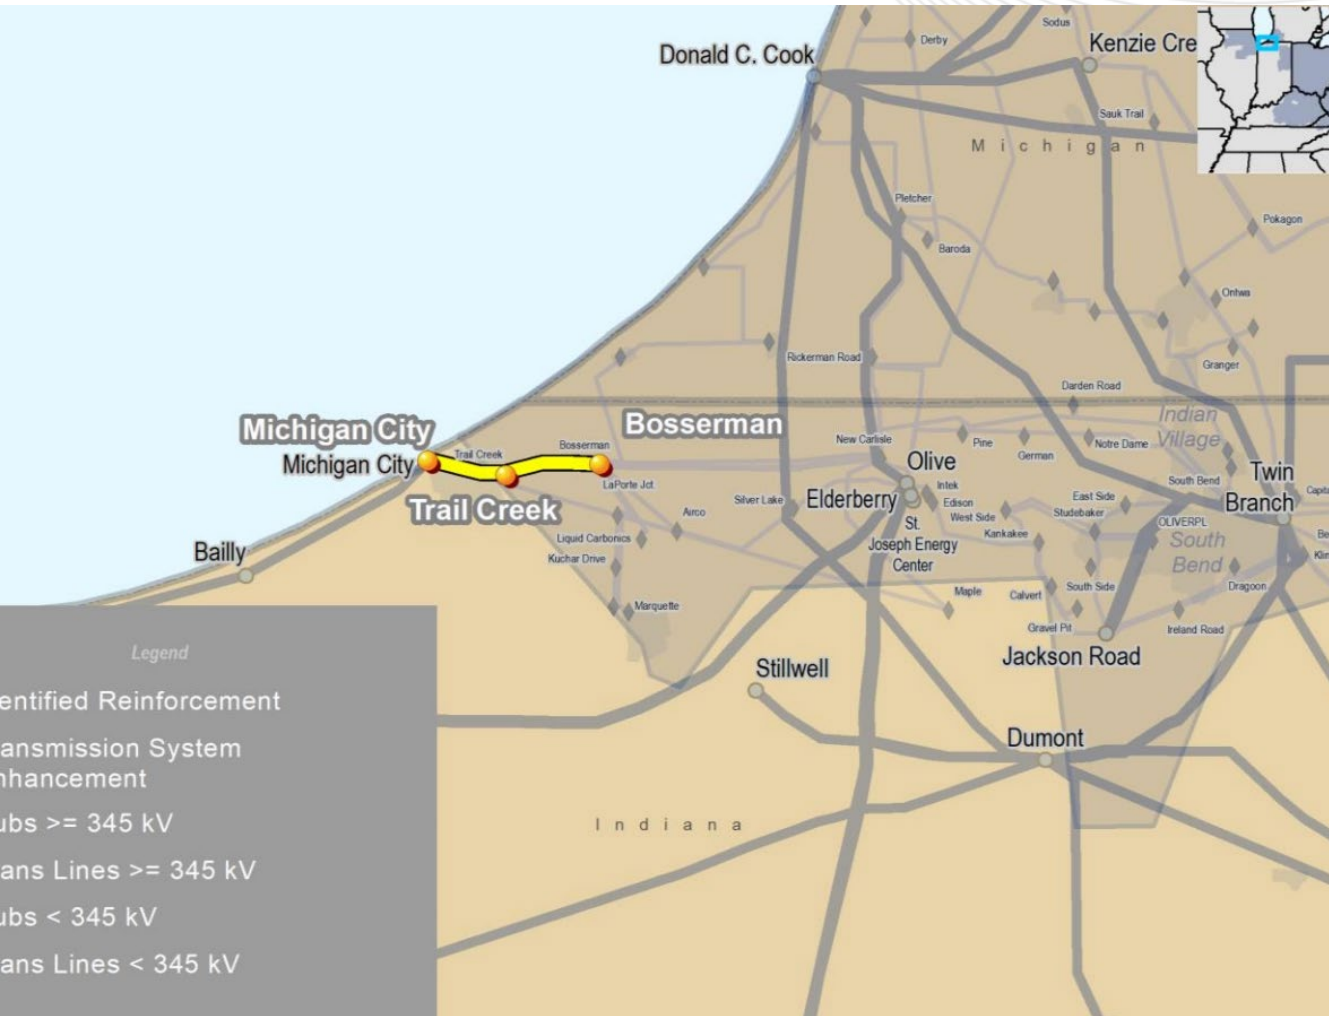 Sodus
Derby
Donald C. Cook
Kenzie Cre
Sauk Trail
Michigan
Pletcher
Pokagon
Baroda
Ontwa
Rickerman Road
Granger
Darden Road
Indian
Village
Michigan City
Bosserman
Michigan City
Trail Creek
Bosserman
New Carlisle
Pine
German
Notre Dame
Olive
LaPorte Jct.
South Bend
Twin
Branch
Trail Creek
Silver Lake
Elderberry
Intek
Edison
West Side
East Side
Studebaker
Capit
Airco
St.
Joseph Energy
Center
OLIVERPL
South
Bend
Liquid Carbonics
Kankakee
Be
Bailly
Kuchar Drive
Klin
Maple
Calvert
South Side
Dragoon
Marquette
Gravel Pit
Ireland Road
Jackson Road
Stillwell
Dumont
Indiana
Legend
entified Reinforcement
ansmission System
nhancement
ubs >= 345 kV
ans Lines >= 345 kV
ubs < 345 kV
ans Lines < 345 kV